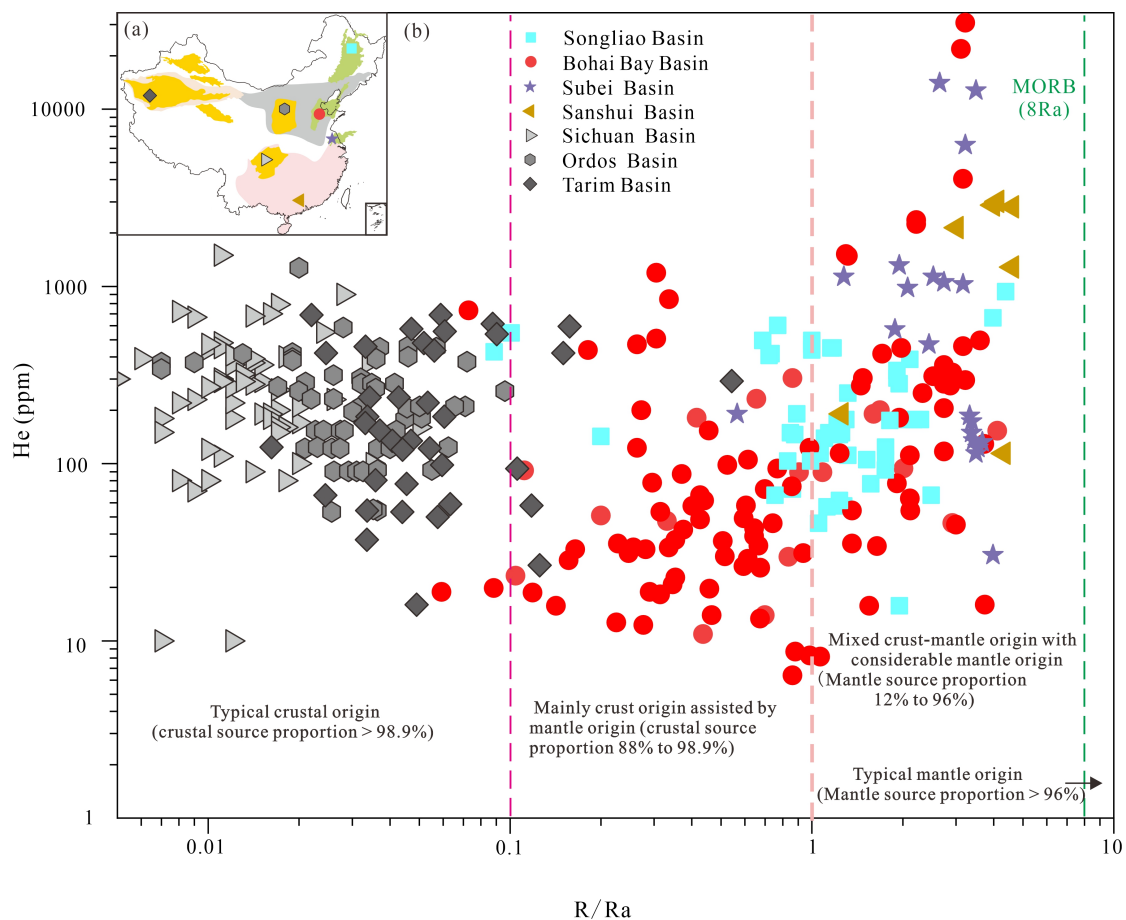 (a)
(b)
Songliao Basin
Bohai Bay Basin
Subei Basin
Sanshui Basin
Sichuan Basin
Ordos Basin
Tarim Basin
MORB
(8Ra)
10000
1000
100
10
1
He (ppm)
Typical crustal origin
(crustal source proportion > 98.9%)
Mainly crust origin assisted by
mantle origin (crustal source
proportion 88% to 98.9%)
Mixed crust-mantle origin with
considerable mantle origin
(Mantle source proportion
12% to 96%)
Typical mantle origin
(Mantle source proportion > 96%)
0.01
0.1
1
10
R/Ra